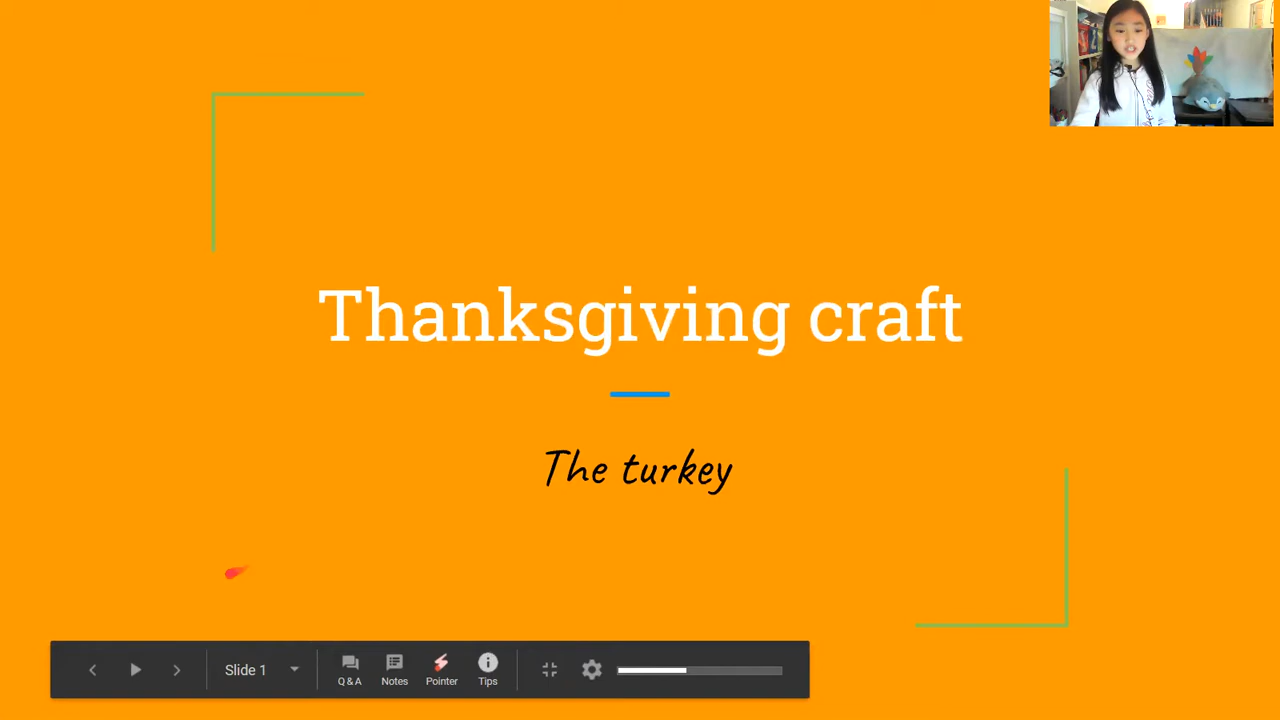 Thanksgiving craft
The turkey
Slide 1
Q & A
Notes
Pointer
Tips